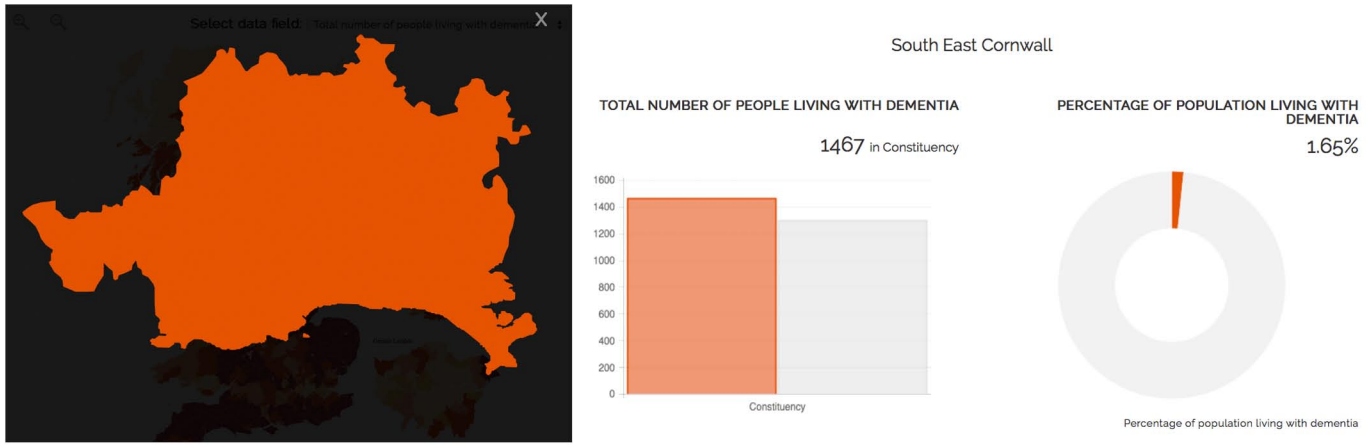 Select data field: Total number of people living with dementia
X
South East Cornwall
TOTAL NUMBER OF PEOPLE LIVING WITH DEMENTIA
1467 in Constituency
1600
1400
1200
1000
800
600
400
200
0
Constituency
PERCENTAGE OF POPULATION LIVING WITH
DEMENTIA
1.65%
Percentage of population living with dementia